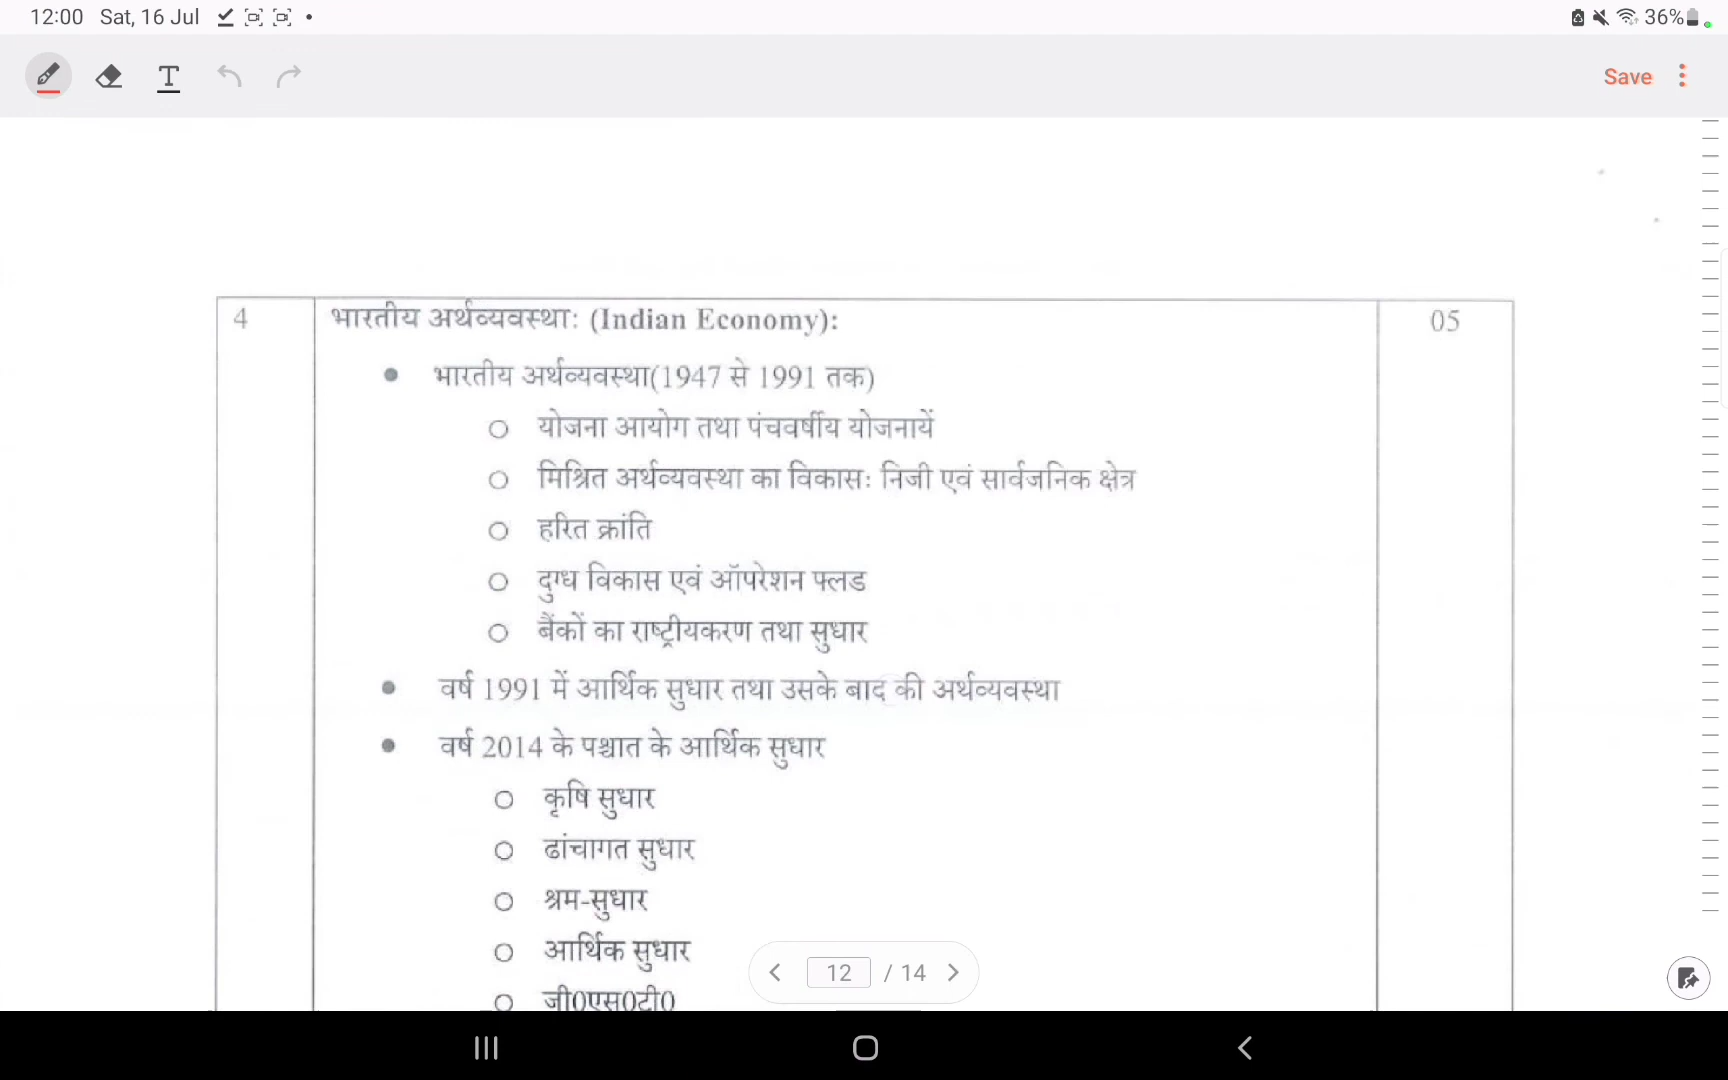 12:00 Sat, 16 Jul 36%
T Save
4 भारतीय अर्थव्यवस्था: (Indian Economy): 05
भारतीय अर्थव्यवस्था(1947 से 1991 तक)
योजना आयोग तथा पंचवर्षीय योजनायें
मिश्रित अर्थव्यवस्था का विकास: निजी एवं सार्वजनिक क्षेत्र
हरित क्रांति
दुग्ध विकास एवं ऑपरेशन फ्लड
बैंकों का राष्ट्रीयकरण तथा सुधार
वर्ष 1991 में आर्थिक सुधार तथा उसके बाद की अर्थव्यवस्था
वर्ष 2014 के पश्चात के आर्थिक सुधार
कृषि सुधार
ढांचागत सुधार
श्रम-सुधार
आर्थिक सुधार
जी0एस0टी0
12 / 14